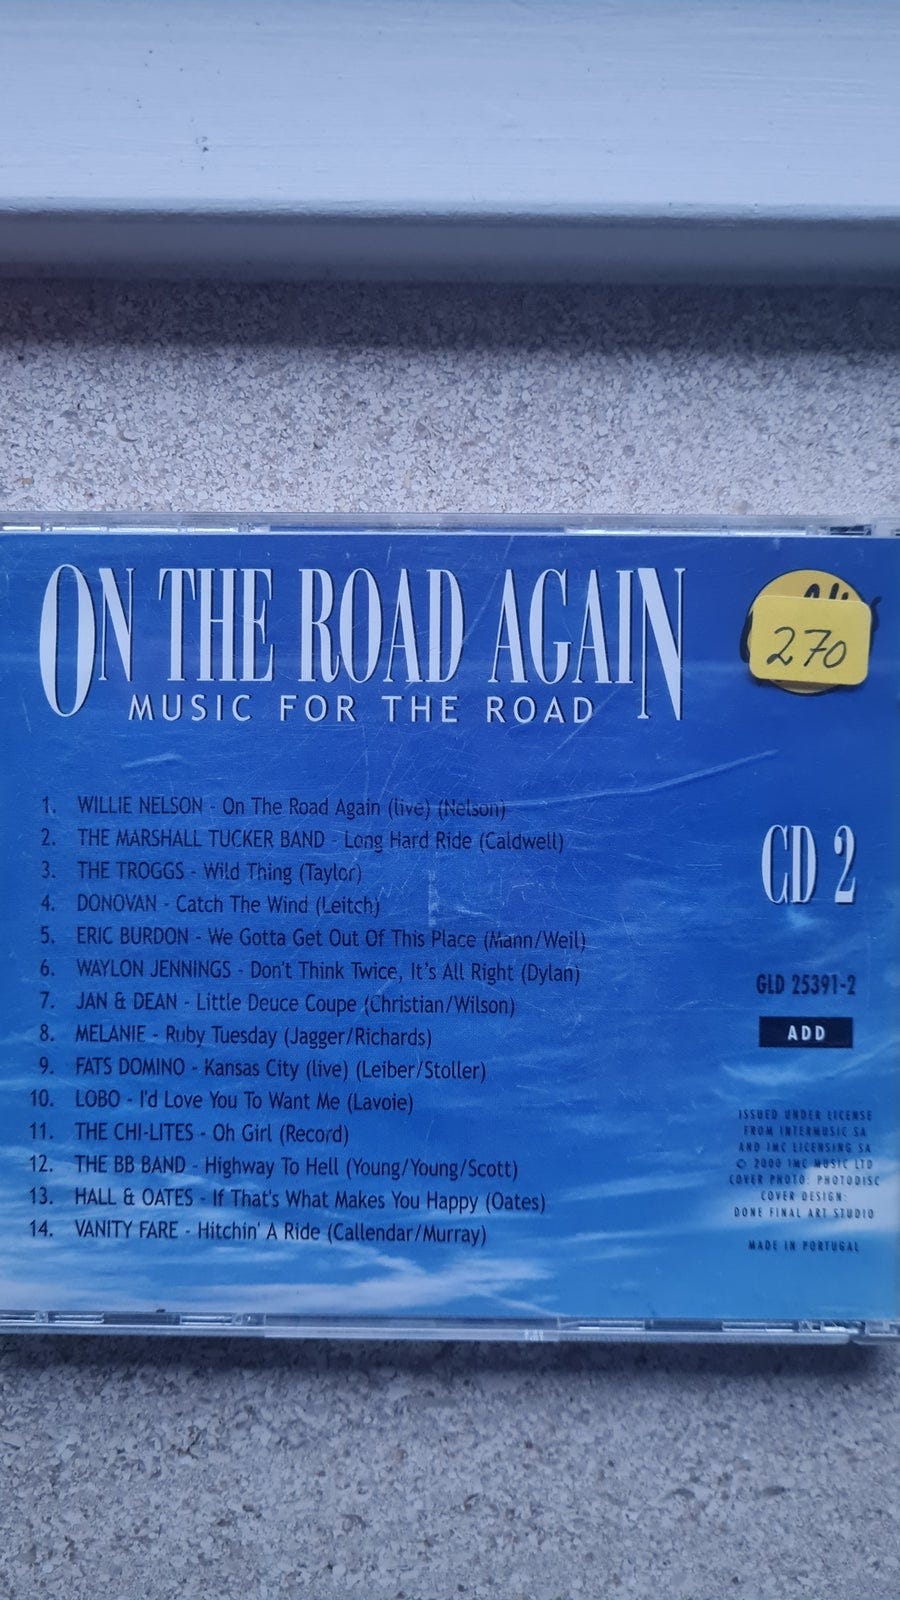 ON THE ROAD AGAIN
MUSIC FOR THE ROAD
270
1. WILLIE NELSON - On The Road Again (live) (Nelson)
2. THE MARSHALL TUCKER BAND - Long Hard Ride (Caldwell)
3. THE TROGGS - Wild Thing (Taylor)
4. DONOVAN - Catch The Wind (Leitch)
5. ERIC BURDON - We Gotta Get Out Of This Place (Mann/Weil)
6. WAYLON JENNINGS - Don't Think Twice, It's All Right (Dylan)
7. JAN & DEAN - Little Deuce Coupe (Christian/Wilson)
8. MELANIE - Ruby Tuesday (Jagger/Richards)
9. FATS DOMINO - Kansas City (live) (Leiber/Stoller)
10. LOBO - I'd Love You To Want Me (Lavoie)
11. THE CHI-LITES - Oh Girl (Record)
12. THE BB BAND - Highway To Hell (Young/Young/Scott)
13. HALL & OATES - If That's What Makes You Happy (Oates)
14. VANITY FARE - Hitchin' A Ride (Callendar/Murray)
CD 2
GLD 25391-2
ADD
ISSUED UNDER LICENSE
FROM INTERMUSIC SA
AND IMC LICENSING SA
© 2000 IMC MUSIC LTD
COVER PHOTO: PHOTODISC
COVER DESIGN:
DONE FINAL ART STUDIO
MADE IN PORTUGAL